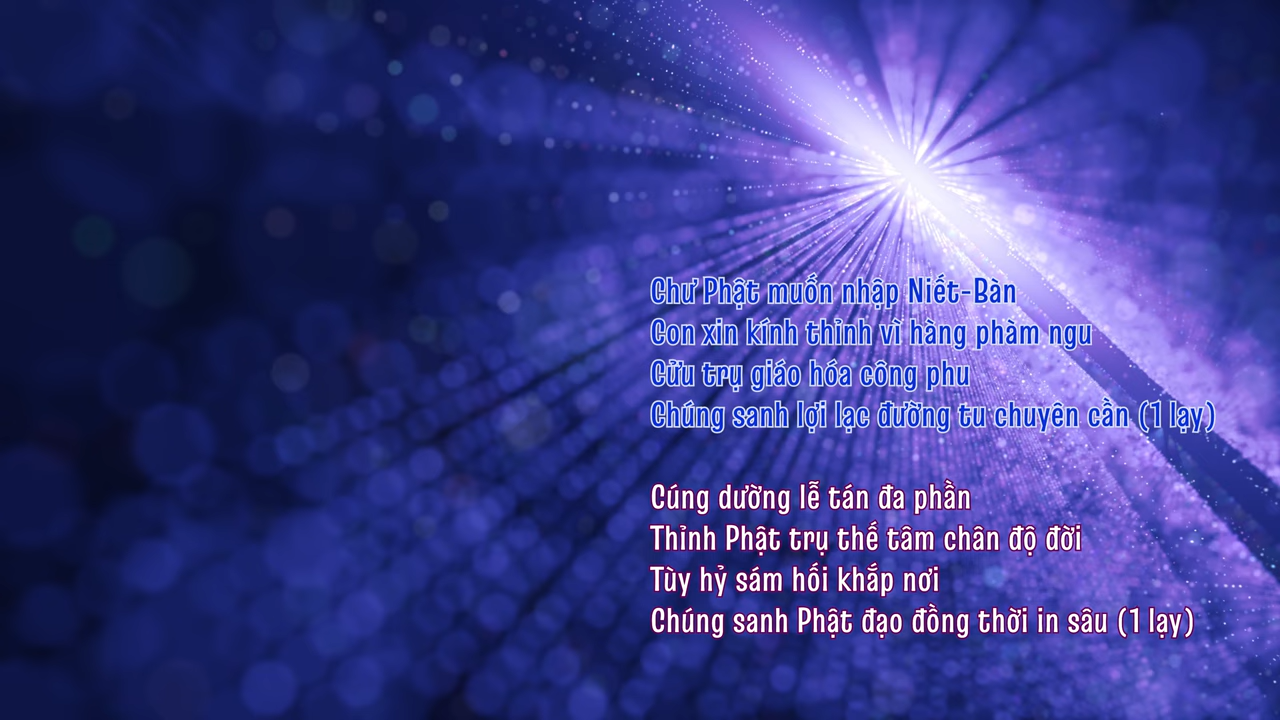 Chư Phật muốn nhập Niết-Bàn
Con xin kính thỉnh vì hàng phàm ngu
Cửu trụ giáo hóa công phu
Chúng sanh lợi lạc đường tu chuyên cần (1 lạy)
Cúng dường lễ tán đa phần
Thỉnh Phật trụ thế tâm chân độ đời
Tùy hỷ sám hối khắp nơi
Chúng sanh Phật đạo đồng thời in sâu (1 lạy)